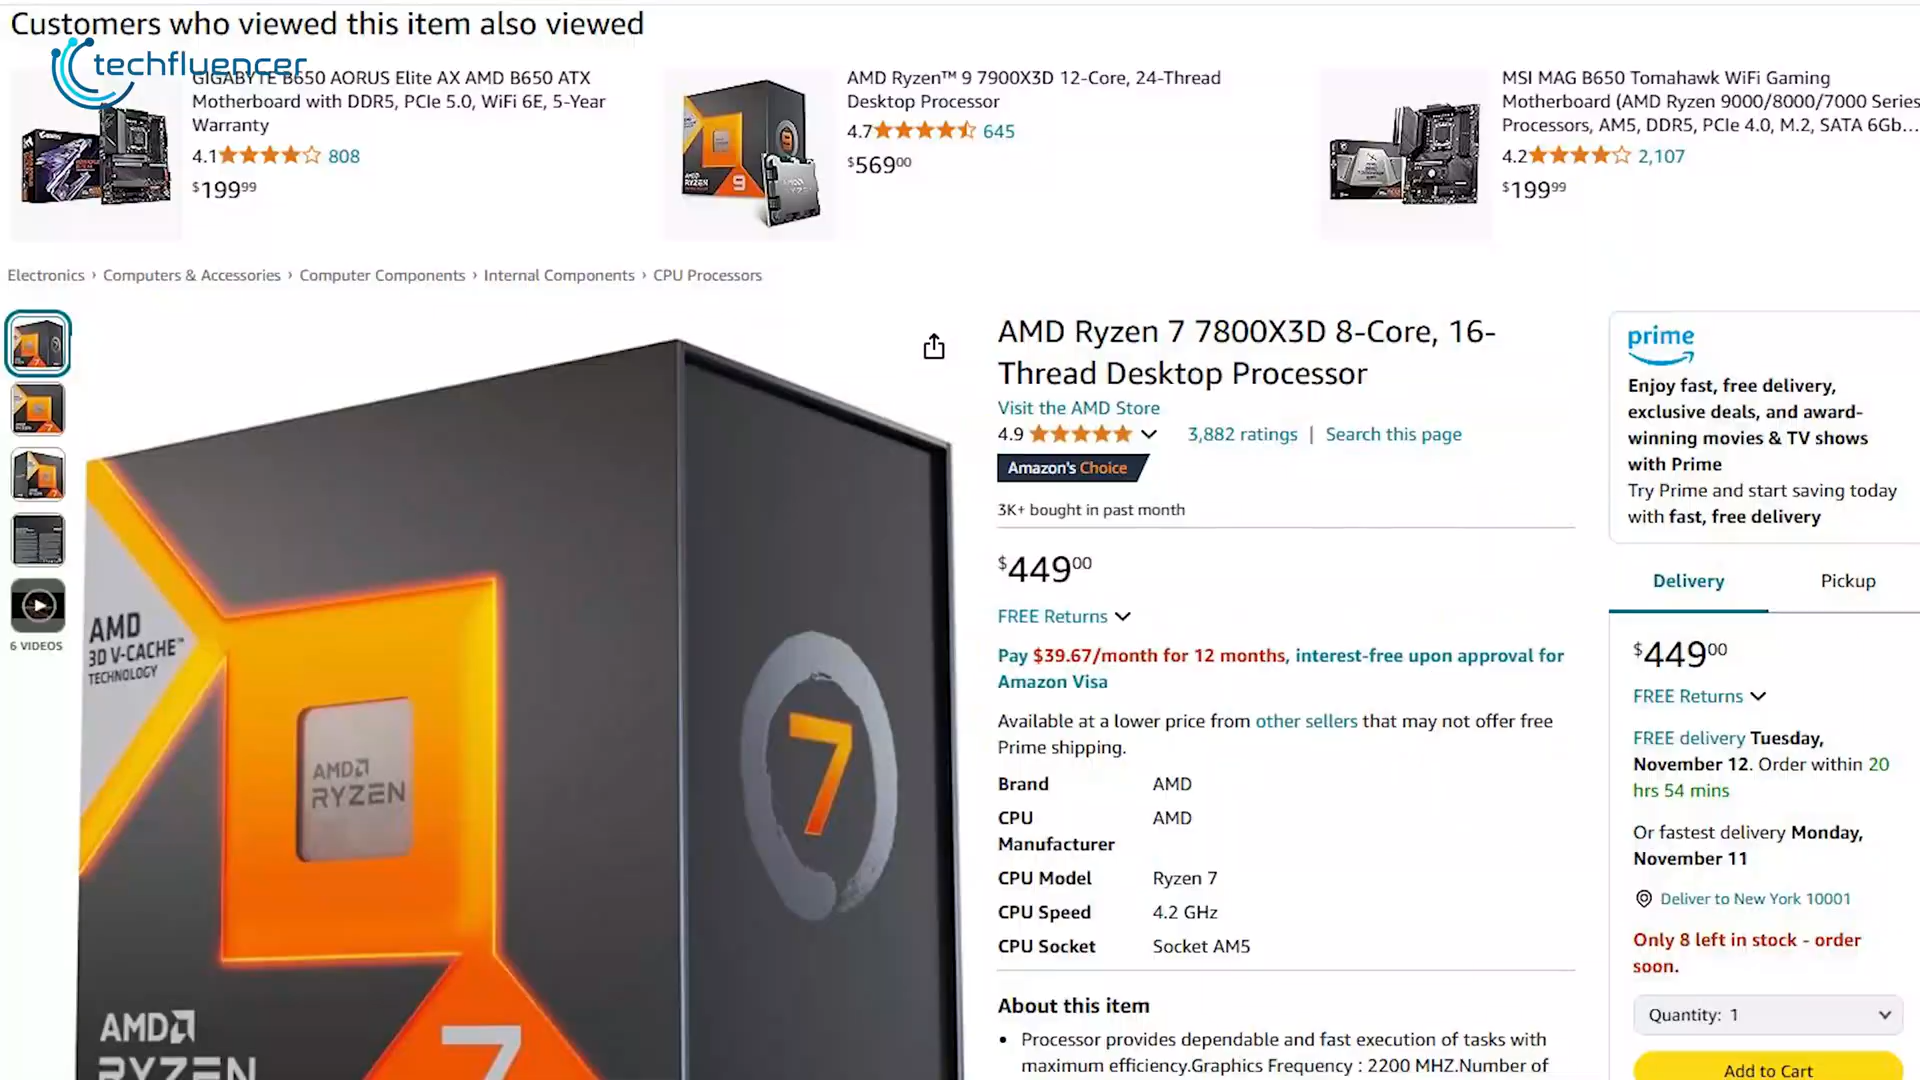 Customers who viewed this item also viewed
techfluencer
GIGABYTE B650 AORUS Elite AX AMD B650 ATX
Motherboard with DDR5, PCIe 5.0, WiFi 6E, 5-Year
Warranty
4.1 808
$199⁹⁹
AMD Ryzen™ 9 7900X3D 12-Core, 24-Thread
Desktop Processor
4.7 645
$569⁰⁰
MSI MAG B650 Tomahawk WiFi Gaming
Motherboard (AMD Ryzen 9000/8000/7000 Series
Processors, AM5, DDR5, PCIe 4.0, M.2, SATA 6Gb...
4.2 2,107
$199⁹⁹
Electronics › Computers & Accessories › Computer Components › Internal Components › CPU Processors
6 VIDEOS
AMD
3D V-CACHE™
TECHNOLOGY
AMD
RYZEN
7
AMD
RYZEN
7
AMD Ryzen 7 7800X3D 8-Core, 16-
Thread Desktop Processor
Visit the AMD Store
4.9 3,882 ratings | Search this page
Amazon's Choice
3K+ bought in past month
$449⁰⁰
FREE Returns
Pay $39.67/month for 12 months, interest-free upon approval for
Amazon Visa
Available at a lower price from other sellers that may not offer free
Prime shipping.
Brand AMD
CPU AMD
Manufacturer
CPU Model Ryzen 7
CPU Speed 4.2 GHz
CPU Socket Socket AM5
About this item
• Processor provides dependable and fast execution of tasks with
maximum efficiency.Graphics Frequency : 2200 MHZ.Number of
prime
Enjoy fast, free delivery,
exclusive deals, and award-
winning movies & TV shows
with Prime
Try Prime and start saving today
with fast, free delivery
Delivery Pickup
$449⁰⁰
FREE Returns
FREE delivery Tuesday,
November 12. Order within 20
hrs 54 mins
Or fastest delivery Monday,
November 11
Deliver to New York 10001
Only 8 left in stock - order
soon.
Quantity: 1
Add to Cart